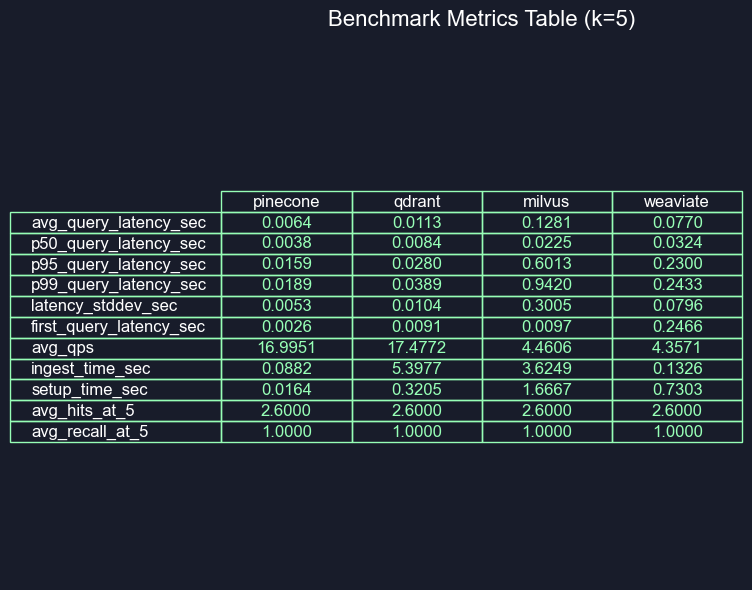 Benchmark Metrics Table (k=5)
pinecone qdrant milvus weaviate
avg_query_latency_sec 0.0064 0.0113 0.1281 0.0770
p50_query_latency_sec 0.0038 0.0084 0.0225 0.0324
p95_query_latency_sec 0.0159 0.0280 0.6013 0.2300
p99_query_latency_sec 0.0189 0.0389 0.9420 0.2433
latency_stddev_sec 0.0053 0.0104 0.3005 0.0796
first_query_latency_sec 0.0026 0.0091 0.0097 0.2466
avg_qps 16.9951 17.4772 4.4606 4.3571
ingest_time_sec 0.0882 5.3977 3.6249 0.1326
setup_time_sec 0.0164 0.3205 1.6667 0.7303
avg_hits_at_5 2.6000 2.6000 2.6000 2.6000
avg_recall_at_5 1.0000 1.0000 1.0000 1.0000